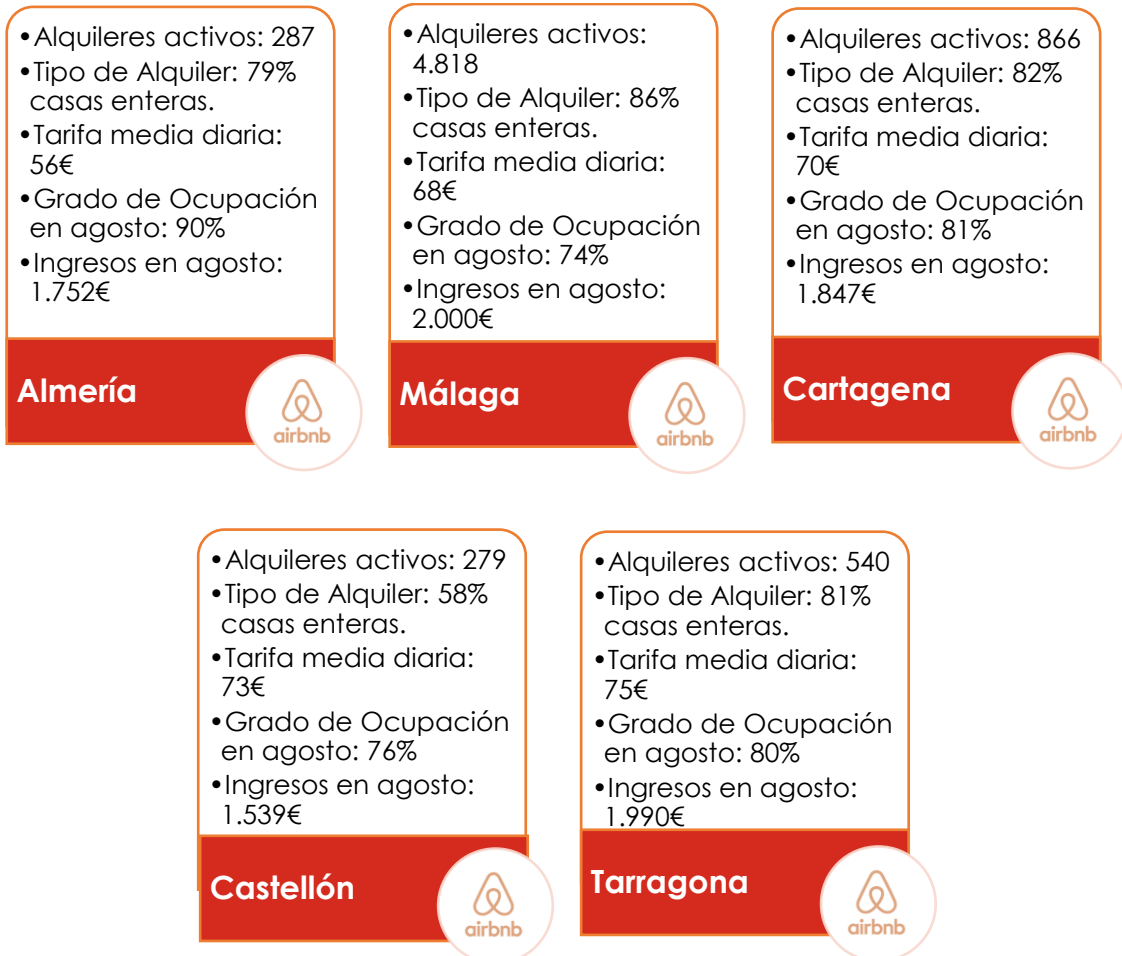 •Alquileres activos: 287
•Tipo de Alquiler: 79%
casas enteras.
•Tarifa media diaria:
56€
•Grado de Ocupación
en agosto: 90%
•Ingresos en agosto:
1.752€
Almería
airbnb
•Alquileres activos:
4.818
•Tipo de Alquiler: 86%
casas enteras.
•Tarifa media diaria:
68€
•Grado de Ocupación
en agosto: 74%
•Ingresos en agosto:
2.000€
Málaga
airbnb
•Alquileres activos: 866
•Tipo de Alquiler: 82%
casas enteras.
•Tarifa media diaria:
70€
•Grado de Ocupación
en agosto: 81%
•Ingresos en agosto:
1.847€
Cartagena
airbnb
•Alquileres activos: 279
•Tipo de Alquiler: 58%
casas enteras.
•Tarifa media diaria:
73€
•Grado de Ocupación
en agosto: 76%
•Ingresos en agosto:
1.539€
Castellón
airbnb
•Alquileres activos: 540
•Tipo de Alquiler: 81%
casas enteras.
•Tarifa media diaria:
75€
•Grado de Ocupación
en agosto: 80%
•Ingresos en agosto:
1.990€
Tarragona
airbnb